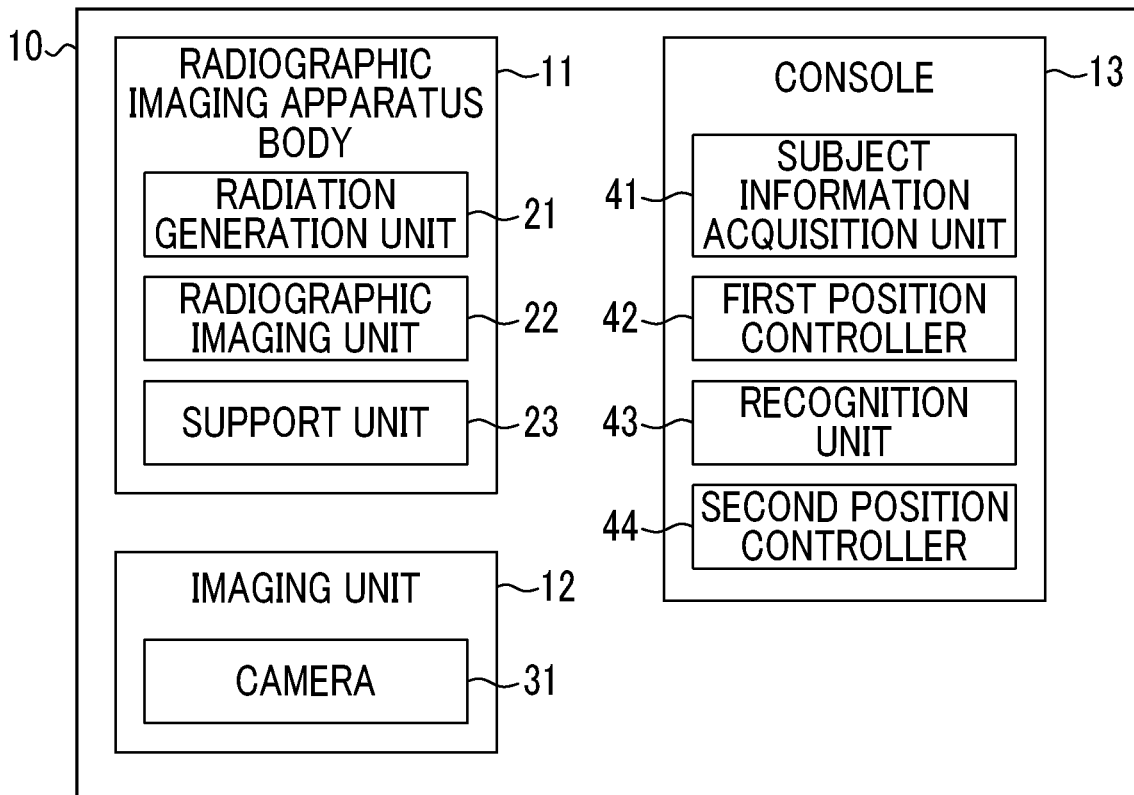 10
RADIOGRAPHIC
IMAGING APPARATUS
BODY
11
RADIATION
GENERATION UNIT
21
RADIOGRAPHIC
IMAGING UNIT
22
SUPPORT UNIT
23
IMAGING UNIT
12
CAMERA
31
CONSOLE
13
SUBJECT
INFORMATION
ACQUISITION UNIT
41
FIRST POSITION
CONTROLLER
42
RECOGNITION
UNIT
43
SECOND POSITION
CONTROLLER
44